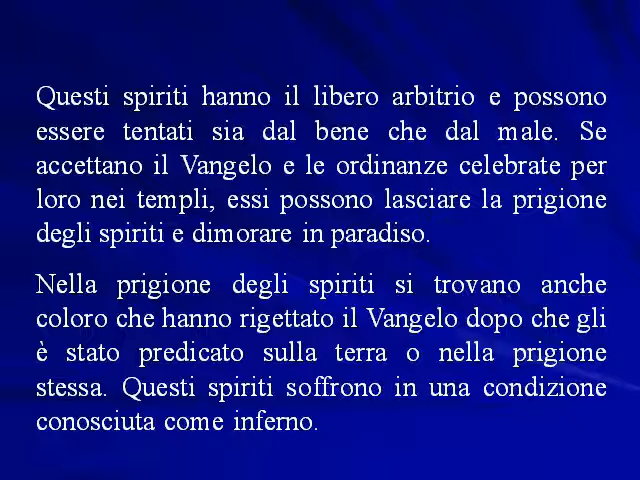 Questi spiriti hanno il libero arbitrio e possono
essere tentati sia dal bene che dal male. Se
accettano il Vangelo e le ordinanze celebrate per
loro nei templi, essi possono lasciare la prigione
degli spiriti e dimorare in paradiso.
Nella prigione degli spiriti si trovano anche
coloro che hanno rigettato il Vangelo dopo che gli
è stato predicato sulla terra o nella prigione
stessa. Questi spiriti soffrono in una condizione
conosciuta come inferno.